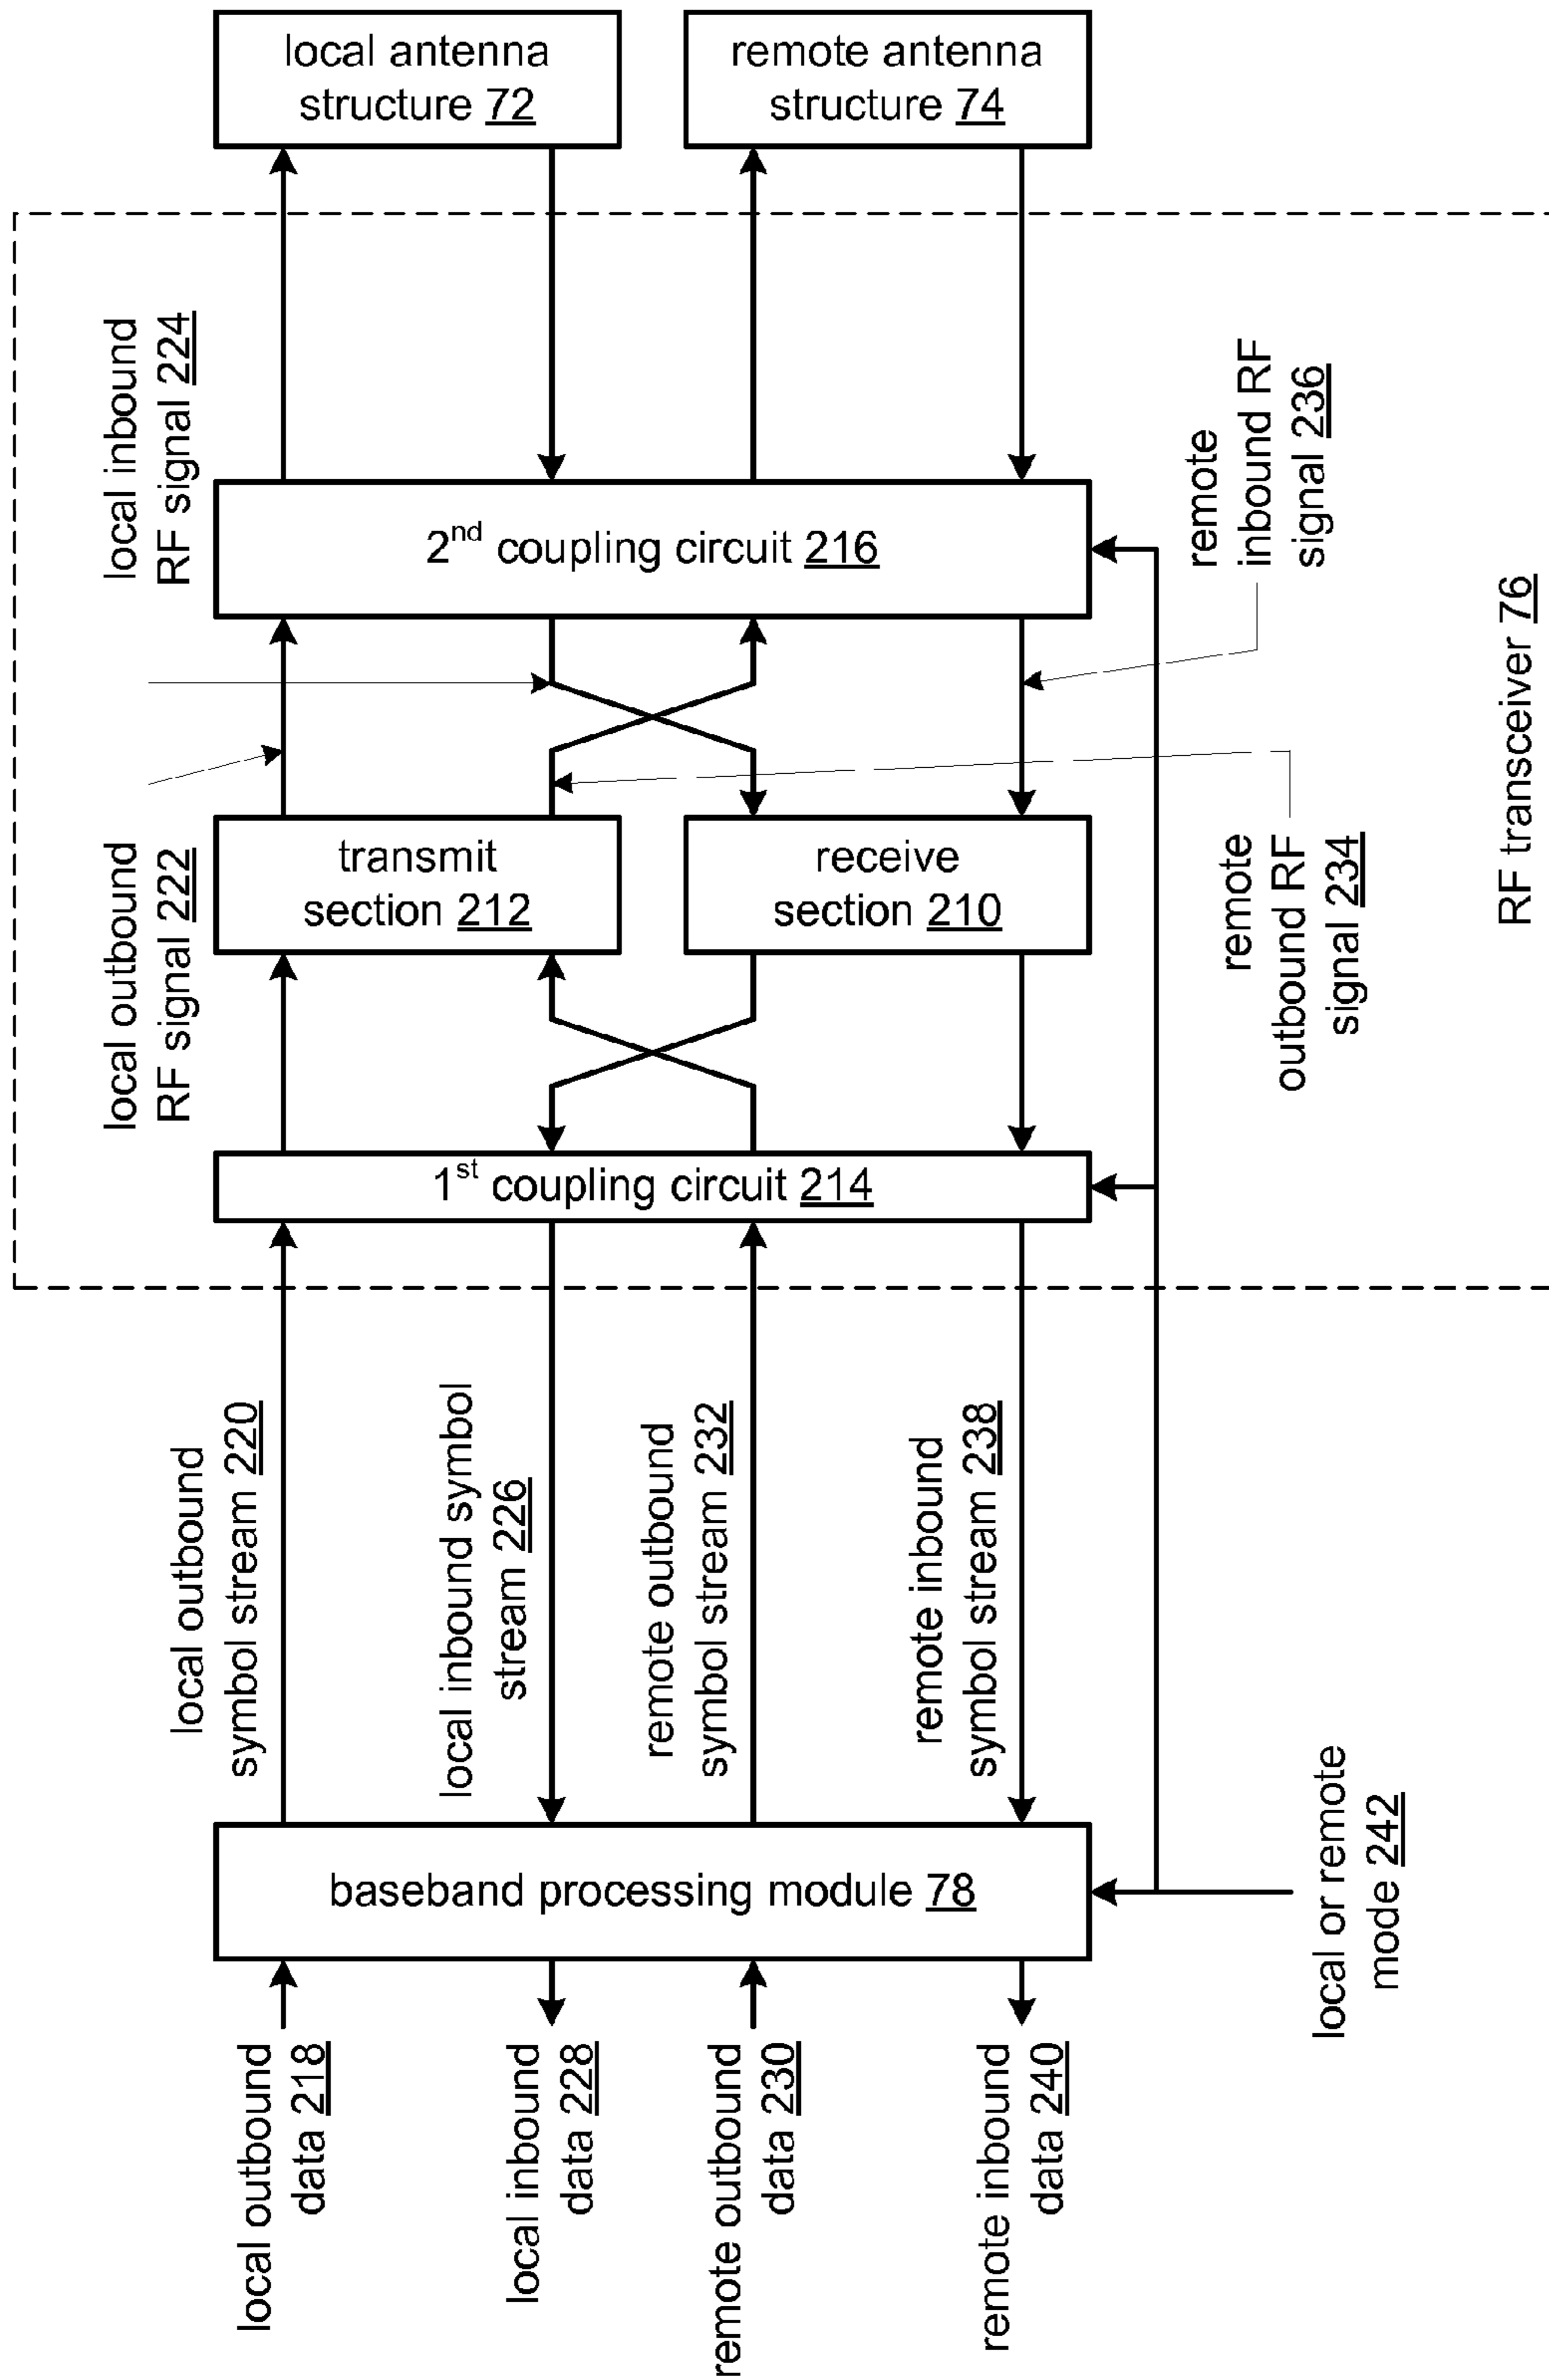 local antenna
structure 72
remote antenna
structure 74
local inbound
RF signal 224
2nd coupling circuit 216
remote
inbound RF
signal 236
local outbound
RF signal 222
transmit
section 212
receive
section 210
remote
outbound RF
signal 234
RF transceiver 76
1st coupling circuit 214
local outbound
symbol stream 220
local inbound symbol
stream 226
remote outbound
symbol stream 232
remote inbound
symbol stream 238
baseband processing module 78
local or remote
mode 242
local outbound
data 218
local inbound
data 228
remote outbound
data 230
remote inbound
data 240